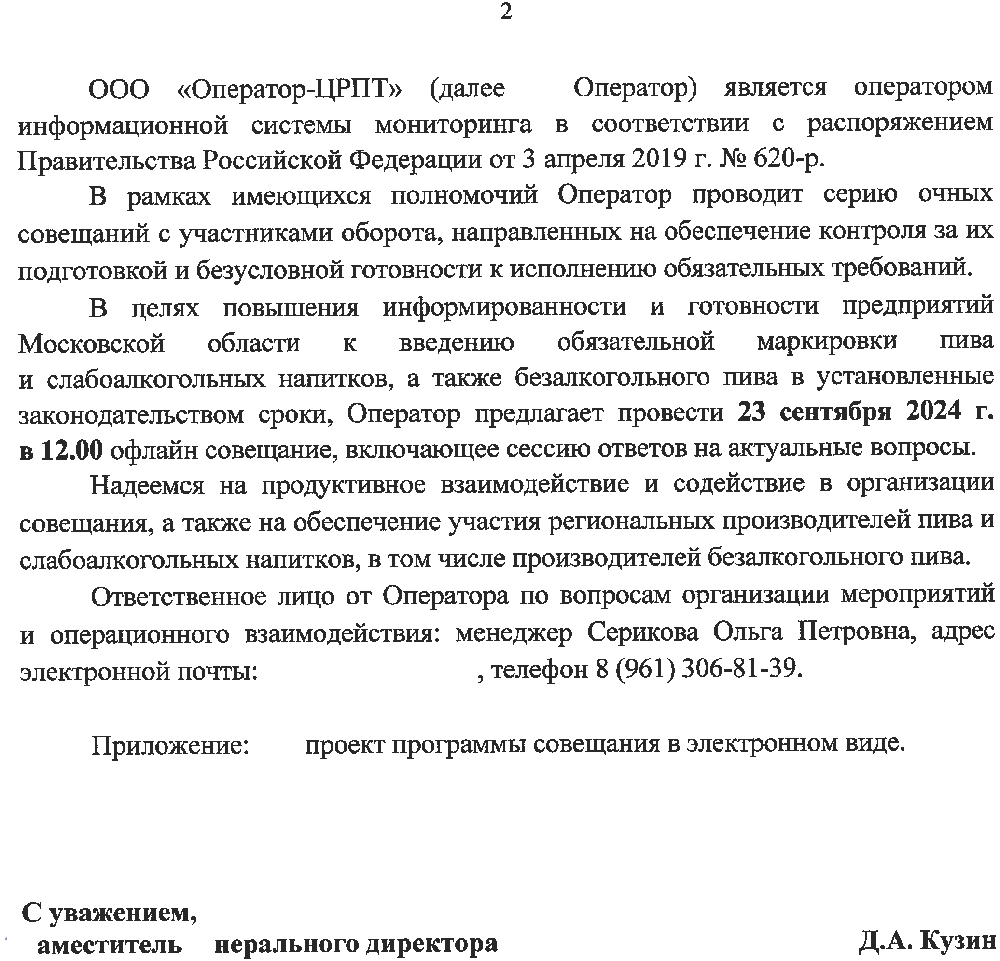 2
ООО «Оператор-ЦРПТ» (далее Оператор) является оператором
информационной системы мониторинга в соответствии с распоряжением
Правительства Российской Федерации от 3 апреля 2019 г. № 620-р.
В рамках имеющихся полномочий Оператор проводит серию очных
совещаний с участниками оборота, направленных на обеспечение контроля за их
подготовкой и безусловной готовности к исполнению обязательных требований.
В целях повышения информированности и готовности предприятий
Московской области к введению обязательной маркировки пива
и слабоалкогольных напитков, а также безалкогольного пива в установленные
законодательством сроки, Оператор предлагает провести 23 сентября 2024 г.
в 12.00 офлайн совещание, включающее сессию ответов на актуальные вопросы.
Надеемся на продуктивное взаимодействие и содействие в организации
совещания, а также на обеспечение участия региональных производителей пива и
слабоалкогольных напитков, в том числе производителей безалкогольного пива.
Ответственное лицо от Оператора по вопросам организации мероприятий
и операционного взаимодействия: менеджер Серикова Ольга Петровна, адрес
электронной почты: , телефон 8 (961) 306-81-39.
Приложение: проект программы совещания в электронном виде.
С уважением,
аместитель нерального директора
Д.А. Кузин